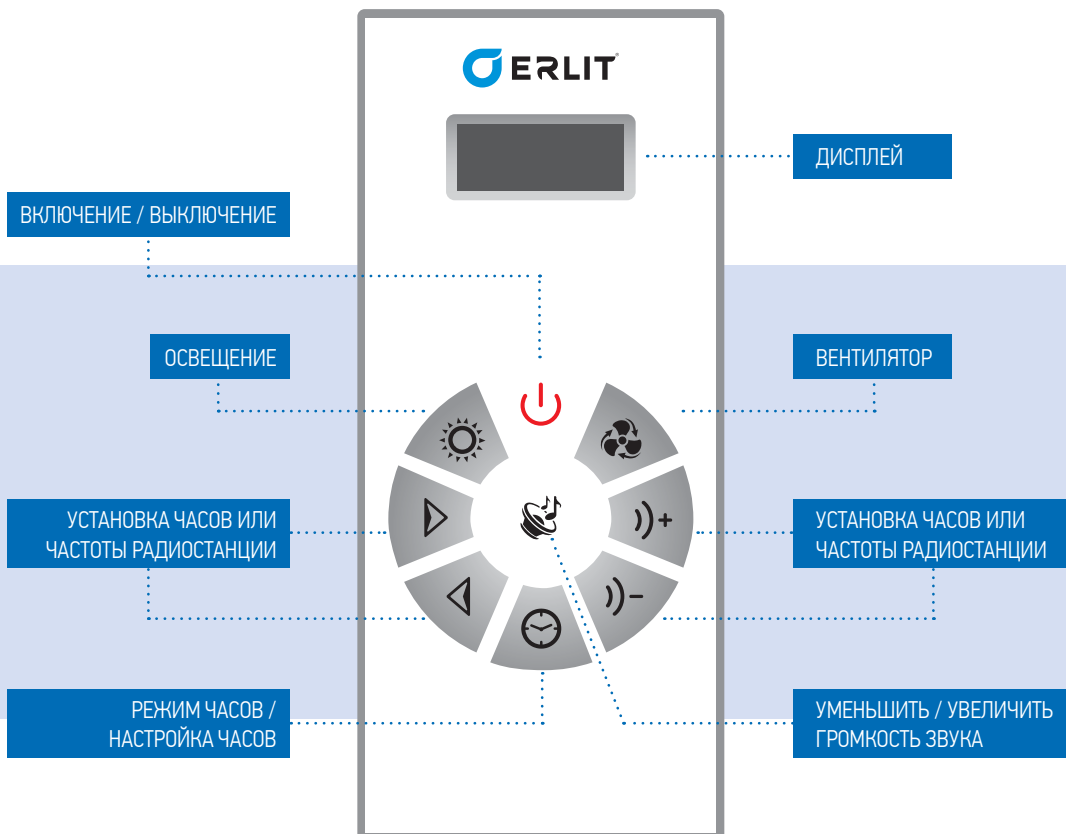 ERLIT
ДИСПЛЕЙ
ВКЛЮЧЕНИЕ / ВЫКЛЮЧЕНИЕ
ОСВЕЩЕНИЕ
ВЕНТИЛЯТОР
УСТАНОВКА ЧАСОВ ИЛИ
ЧАСТОТЫ РАДИОСТАНЦИИ
УСТАНОВКА ЧАСОВ ИЛИ
ЧАСТОТЫ РАДИОСТАНЦИИ
РЕЖИМ ЧАСОВ /
НАСТРОЙКА ЧАСОВ
УМЕНЬШИТЬ / УВЕЛИЧИТЬ
ГРОМКОСТЬ ЗВУКА